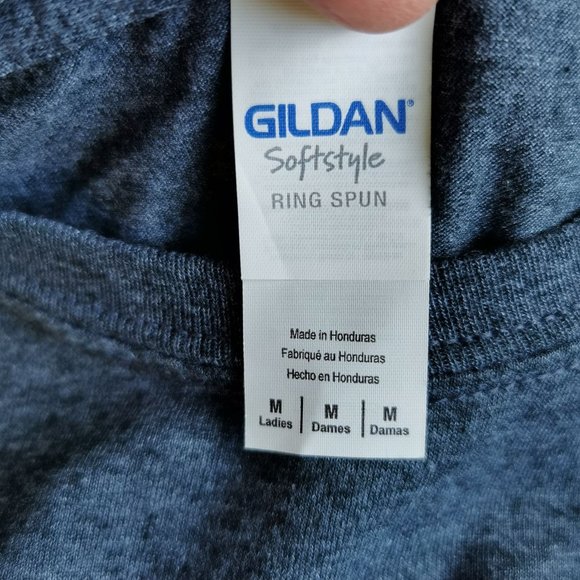 GILDAN®
Softstyle
RING SPUN
Made in Honduras
Fabriqué au Honduras
Hecho en Honduras
M | M | M
Ladies | Dames | Damas